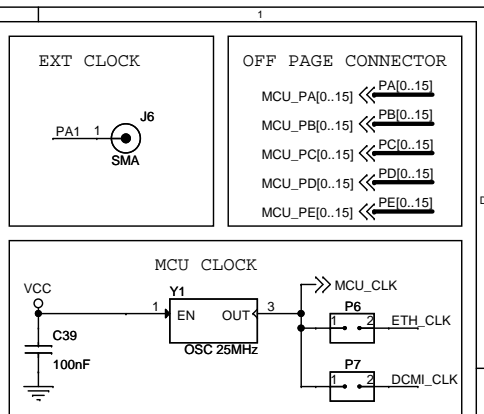 1
EXT CLOCK
J6
PA1 1
SMA
OFF PAGE CONNECTOR
MCU_PA[0..15] PA[0..15]
MCU_PB[0..15] PB[0..15]
MCU_PC[0..15] PC[0..15]
MCU_PD[0..15] PD[0..15]
MCU_PE[0..15] PE[0..15]
MCU CLOCK
VCC
C39
100nF
Y1
1 EN OUT 3
OSC 25MHz
MCU_CLK
P6
1 2 ETH_CLK
P7
1 2 DCMI_CLK